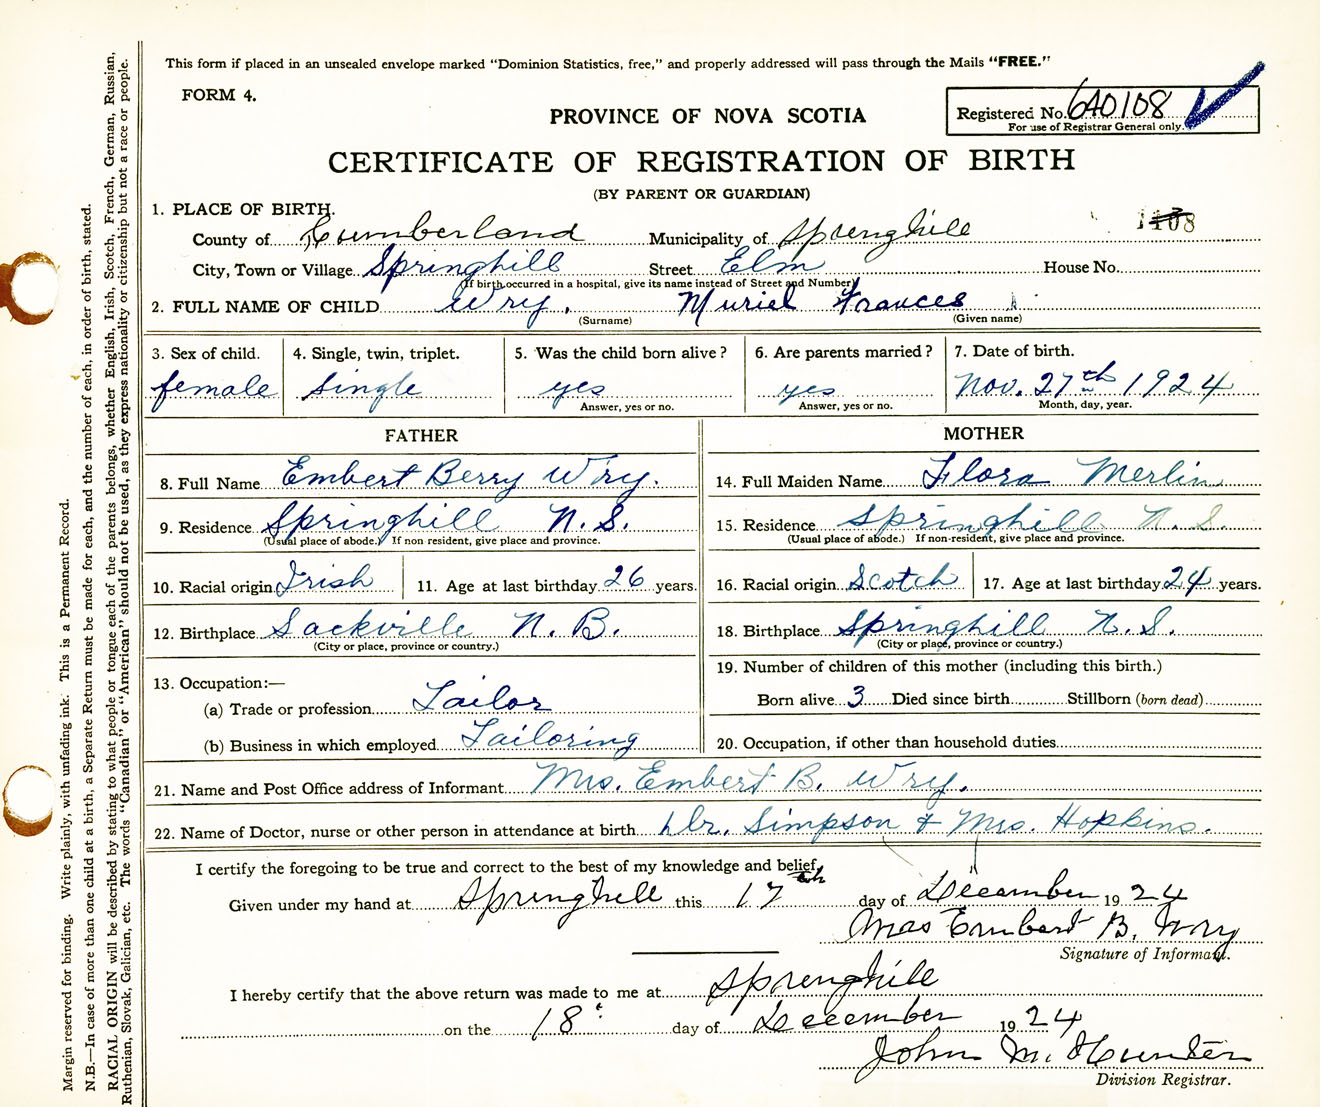 This form if placed in an unsealed envelope marked "Dominion Statistics, free," and properly addressed will pass through the Mails "FREE."
FORM 4.
PROVINCE OF NOVA SCOTIA
Registered No. 640108
For use of Registrar General only.
CERTIFICATE OF REGISTRATION OF BIRTH
(BY PARENT OR GUARDIAN)
1. PLACE OF BIRTH.
County of Cumberland Municipality of Springhill
City, Town or Village Springhill Street Elm House No.
(If birth occurred in a hospital, give its name instead of Street and Number)
2. FULL NAME OF CHILD Wry, Muriel Frances
(Surname) (Given name)
3. Sex of child. 4. Single, twin, triplet. 5. Was the child born alive? 6. Are parents married? 7. Date of birth.
female single yes yes Nov. 27th 1924
Answer, yes or no. Answer, yes or no. Month, day, year.
FATHER MOTHER
8. Full Name Embert Berry Wry. 14. Full Maiden Name Flora Merlin
9. Residence Springhill N.S. 15. Residence Springhill N.S.
(Usual place of abode.) If non resident, give place and province. (Usual place of abode.) If non-resident, give place and province.
10. Racial origin Irish 11. Age at last birthday 26 years. 16. Racial origin Scotch 17. Age at last birthday 24 years.
12. Birthplace Sackville N.B. 18. Birthplace Springhill N.S.
(City or place, province or country.) (City or place, province or country.)
13. Occupation:— 19. Number of children of this mother (including this birth.)
(a) Trade or profession Tailor Born alive 3 Died since birth Stillborn (born dead)
(b) Business in which employed Tailoring 20. Occupation, if other than household duties
21. Name and Post Office address of Informant Mrs. Embert B. Wry.
22. Name of Doctor, nurse or other person in attendance at birth Dr. Simpson & Mrs. Hopkins.
I certify the foregoing to be true and correct to the best of my knowledge and belief.
Given under my hand at Springhill this 17th day of December 1924
Mrs Embert B. Wry
Signature of Informant.
I hereby certify that the above return was made to me at Springhill
on the 18t day of December 1924
John M. Hunter
Division Registrar.
Margin reserved for binding. Write plainly, with unfading ink. This is a Permanent Record.
N.B.—In case of more than one child at a birth, a Separate Return must be made for each, and the number of each, in order of birth, stated.
RACIAL ORIGIN will be described by stating to what people or tongue each of the parents belongs, whether English, Irish, Scotch, French, German, Russian,
Ruthenian, Slovak, Galician, etc. The words "Canadian" or "American" should not be used, as they express nationality or citizenship but not a race or people.